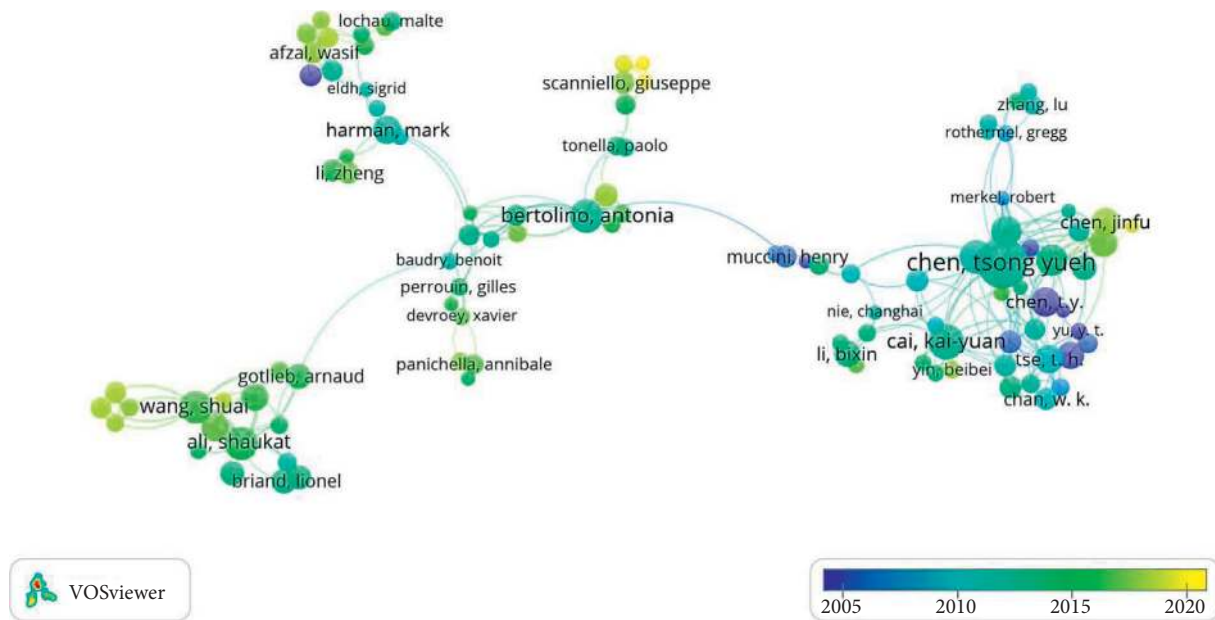 lochau, malte
afzal, wasif
eldh, sigrid
harman, mark
li, zheng
scanniello, giuseppe
tonella, paolo
bertolino, antonia
baudry, benoit
perrouin, gilles
devroey, xavier
panichella, annibale
gotlieb, arnaud
wang, shuai
ali, shaukat
briand, lionel
zhang, lu
rothermel, gregg
merkel, robert
chen, jinfu
muccini, henry
chen, tsong yueh
chen, t.y.
nie, changhai
cai, kai-yuan
yu, y. t.
li, bixin
yin, beibei
tse, t. h.
chan, w. k.
VOSviewer
2005 2010 2015 2020